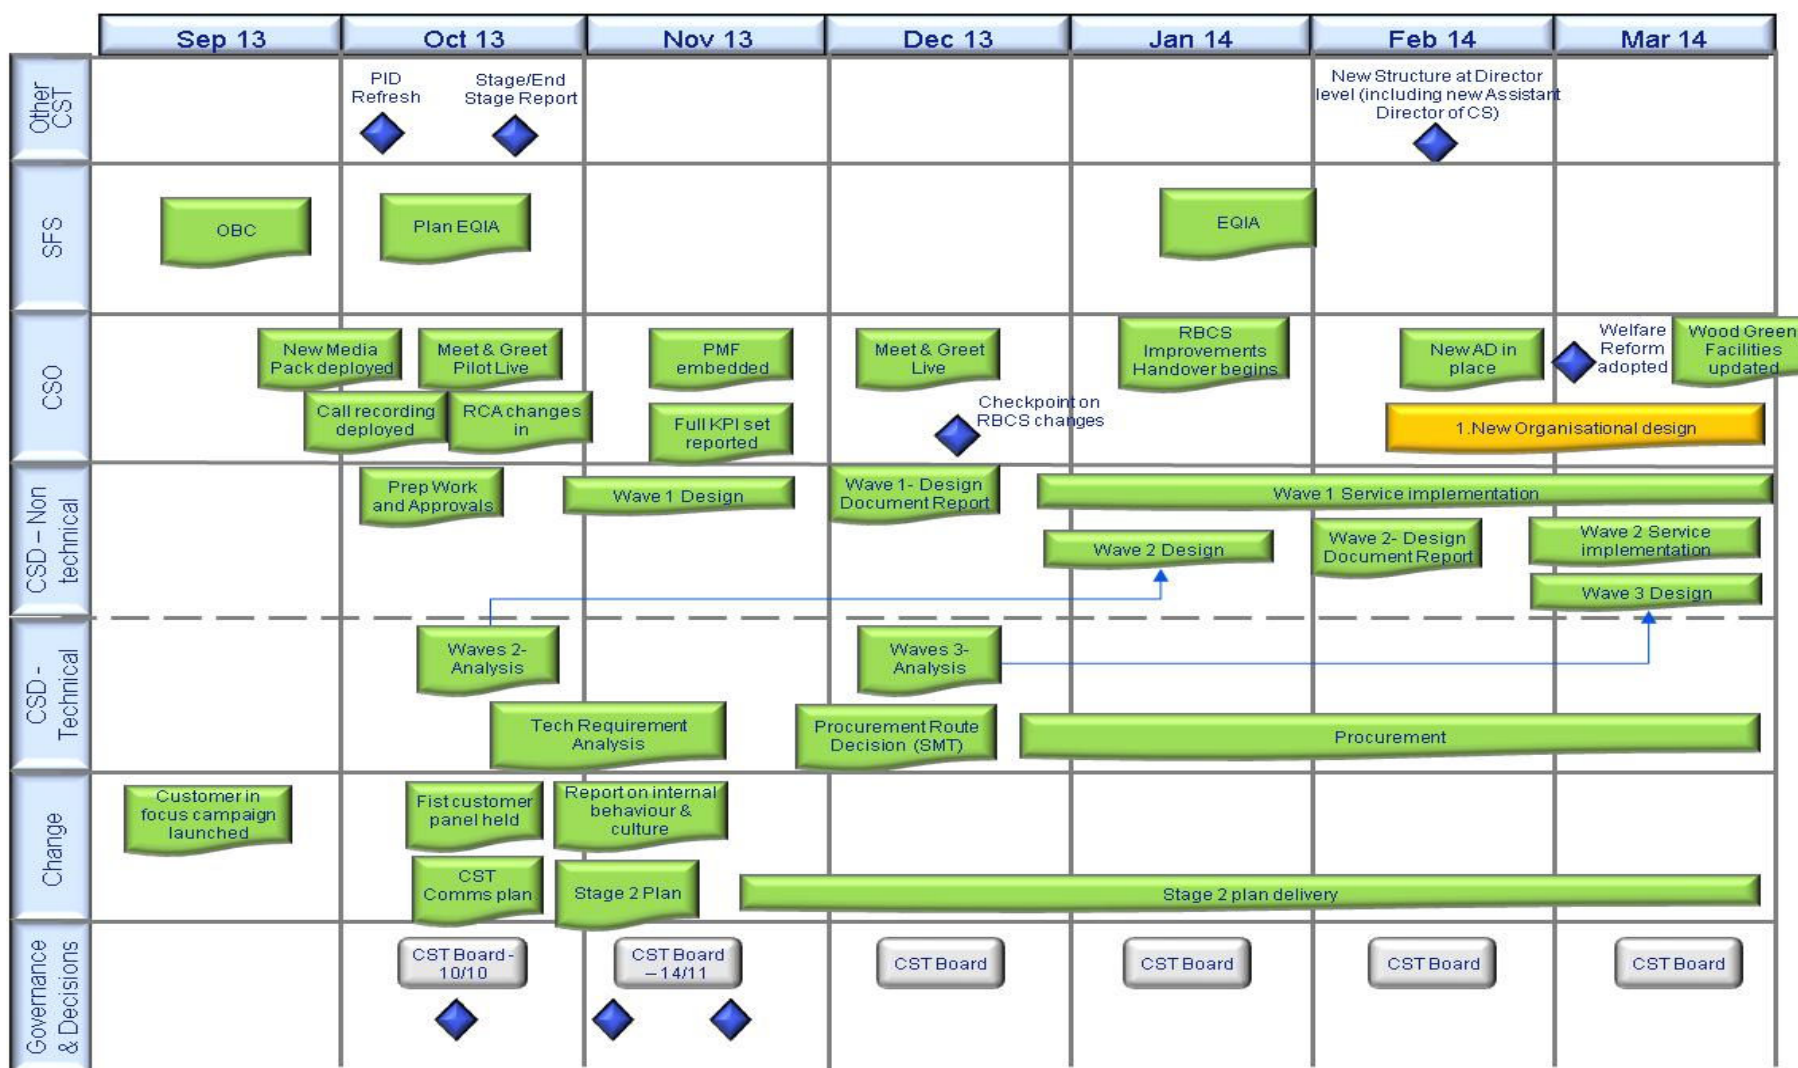 Sep 13
Oct 13
Nov 13
Dec 13
Jan 14
Feb 14
Mar 14
Other
CST
PID
Refresh
Stage/End
Stage Report
New Structure at Director
level (including new Assistant
Director of CS)
SFS
OBC
Plan EQIA
EQIA
CSO
New Media
Pack deployed
Meet & Greet
Pilot Live
PMF
embedded
Meet & Greet
Live
RBCS
Improvements
Handover begins
New AD in
place
Welfare
Reform
adopted
Wood Green
Facilities
updated
Call recording
deployed
RCA changes
in
Full KPI set
reported
Checkpoint on
RBCS changes
1.New Organisational design
CSD – Non
technical
Prep Work
and Approvals
Wave 1 Design
Wave 1- Design
Document Report
Wave 1 Service implementation
Wave 2 Design
Wave 2- Design
Document Report
Wave 2 Service
implementation
Wave 3 Design
CSD -
Technical
Waves 2-
Analysis
Waves 3-
Analysis
Tech Requirement
Analysis
Procurement Route
Decision (SMT)
Procurement
Change
Customer in
focus campaign
launched
Fist customer
panel held
Report on internal
behaviour &
culture
CST
Comms plan
Stage 2 Plan
Stage 2 plan delivery
Governance
& Decisions
CST Board -
10/10
CST Board
– 14/11
CST Board
CST Board
CST Board
CST Board